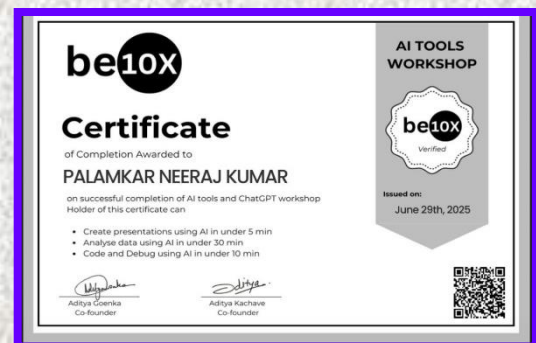 be10X
Certificate
of Completion Awarded to
PALAMKAR NEERAJ KUMAR
on successful completion of AI tools and ChatGPT workshop
Holder of this certificate can
• Create presentations using AI in under 5 min
• Analyse data using AI in under 30 min
• Code and Debug using AI in under 10 min
Aditya Goenka
Co-founder
Aditya Kachave
Co-founder
AI TOOLS
WORKSHOP
be10X
Verified
Issued on:
June 29th, 2025